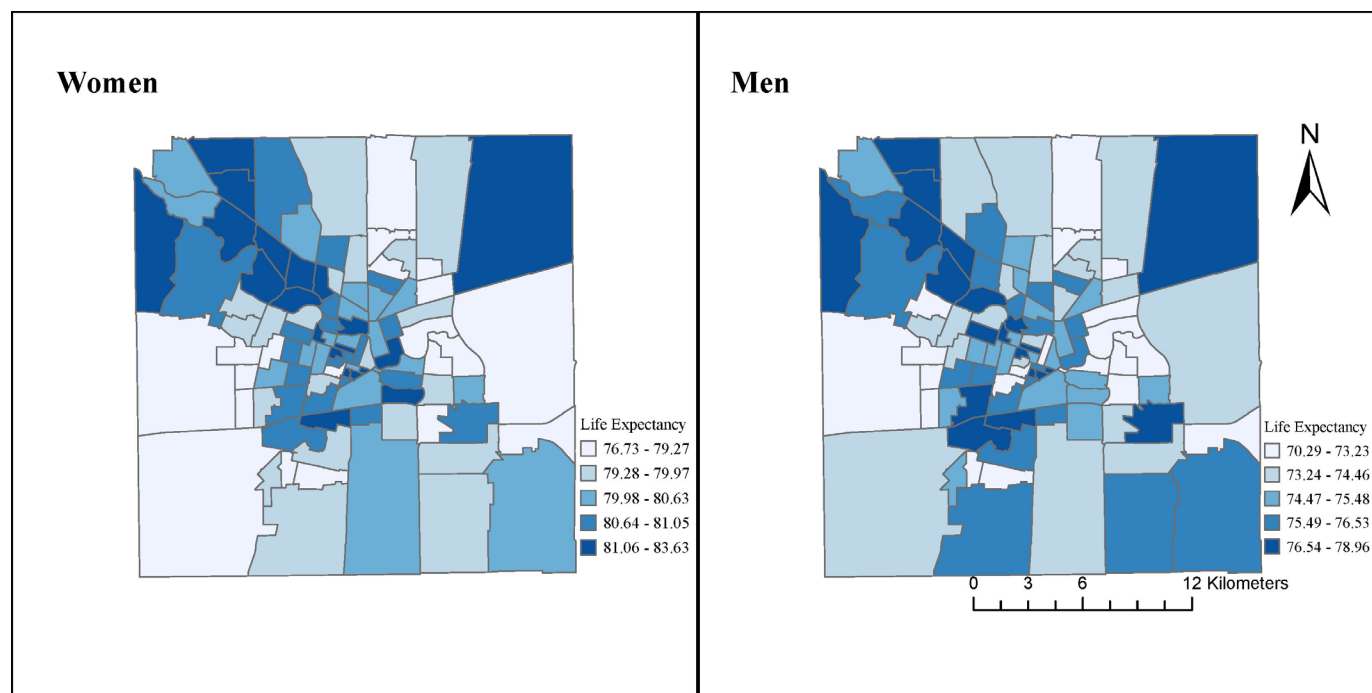 Women
Life Expectancy
76.73 - 79.27
79.28 - 79.97
79.98 - 80.63
80.64 - 81.05
81.06 - 83.63
Men
N
Life Expectancy
70.29 - 73.23
73.24 - 74.46
74.47 - 75.48
75.49 - 76.53
76.54 - 78.96
0 3 6 12 Kilometers